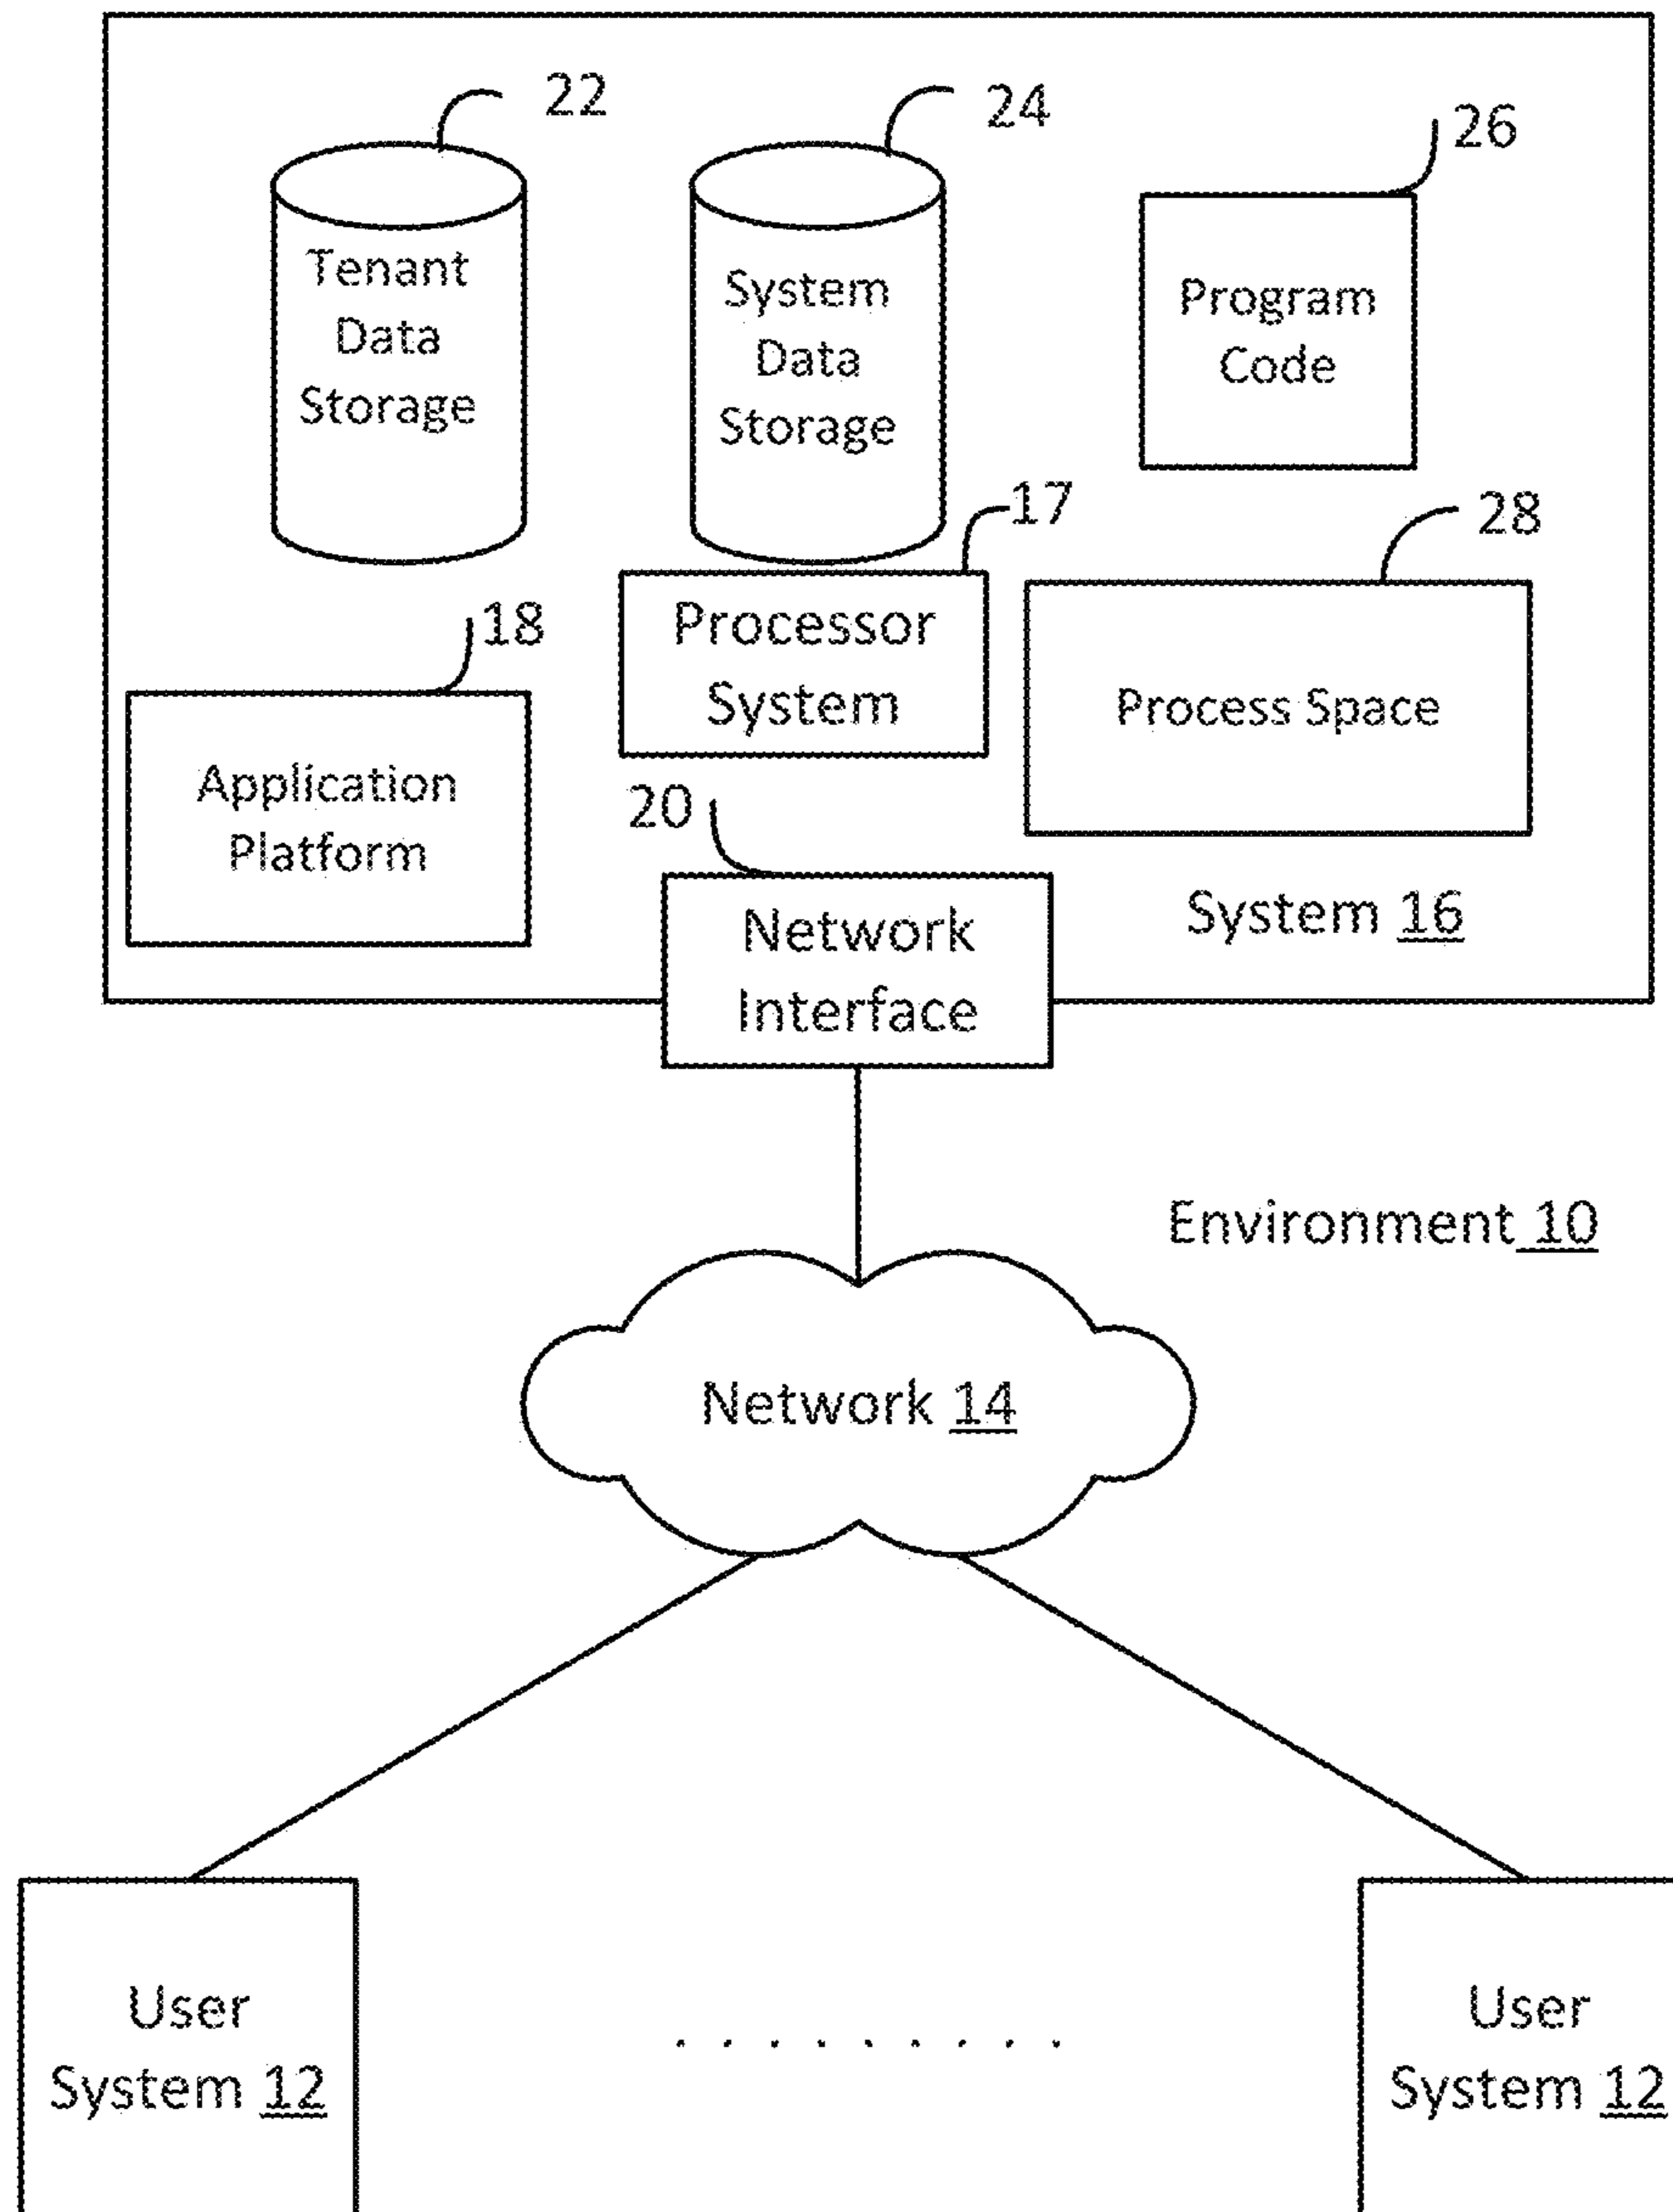 22
24
26
Tenant
Data
Storage
System
Data
Storage
Program
Code
17
28
18
Processor
System
Process Space
Application
Platform
20
Network
Interface
System 16
Environment 10
Network 14
User
System 12
. . . . . . . . .
User
System 12